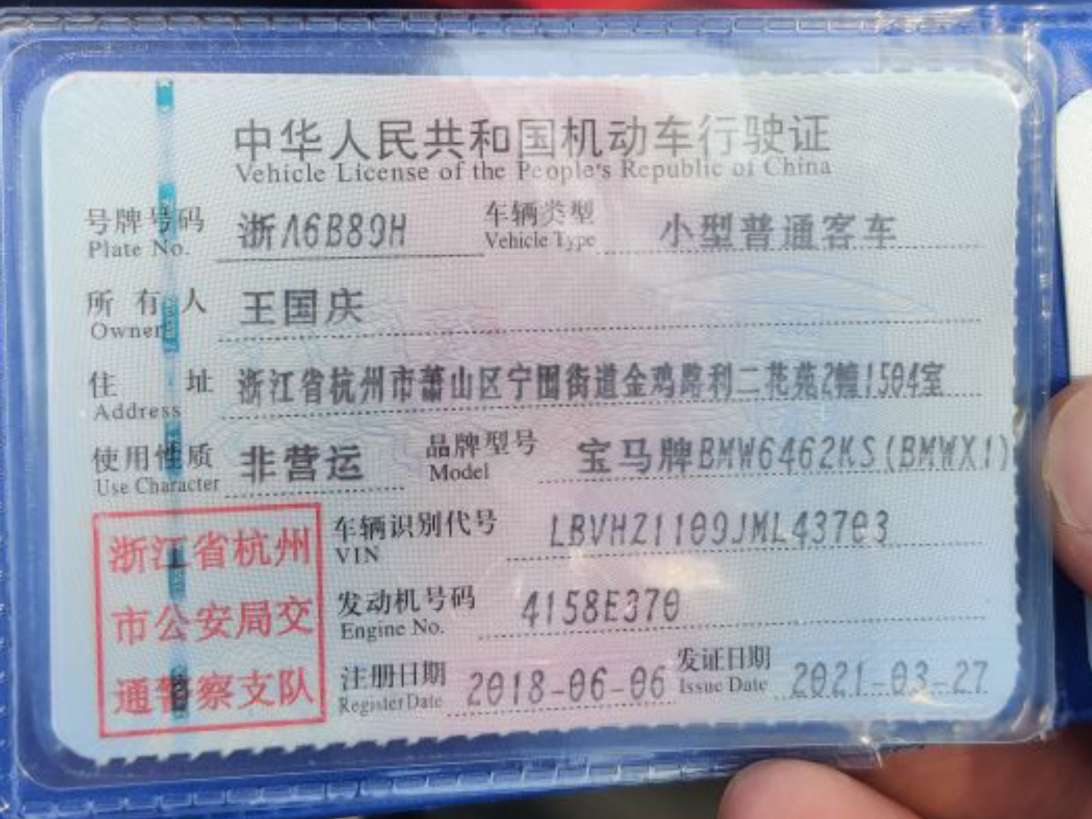 中华人民共和国机动车行驶证
Vehicle License of the People's Republic of China
号牌号码 浙A6B89H 车辆类型 小型普通客车
Plate No. Vehicle Type
所有人 王国庆
Owner
住址 浙江省杭州市萧山区宁围街道金鸡路利二花苑2幢1504室
Address
使用性质 非营运 品牌型号 宝马牌BMW6462KS(BMWX1)
Use Character Model
车辆识别代号 LBVHZ1109JML43703
VIN
发动机号码 4158E370
Engine No.
注册日期 2018-06-06 发证日期 2021-03-27
Register Date Issue Date
浙江省杭州
市公安局交
通警察支队